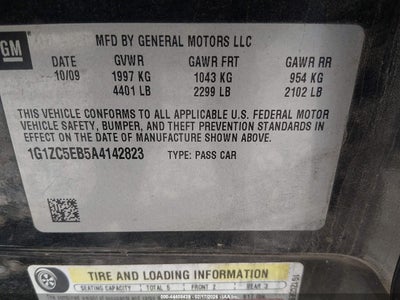 GM
MFD BY GENERAL MOTORS LLC
DATE GVWR GAWR FRT GAWR RR
10/09 1997 KG 1043 KG 954 KG
4401 LB 2299 LB 2102 LB
THIS VEHICLE CONFORMS TO ALL APPLICABLE U.S. FEDERAL MOTOR
VEHICLE SAFETY, BUMPER, AND THEFT PREVENTION STANDARDS
IN EFFECT ON THE DATE OF MANUFACTURE SHOWN ABOVE.
1G1ZC5EB5A4142823 TYPE: PASS CAR
TIRE AND LOADING INFORMATION
SEATING CAPACITY TOTAL 5 FRONT 2 REAR 3